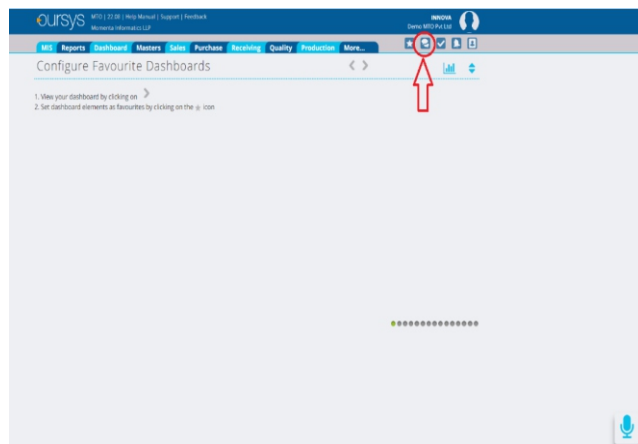 oursys
MTO | 22.08 | Help Manual | Support | Feedback
Momenta Informatics LLP
INNOVA
Demo MTO Pvt Ltd
MIS Reports Dashboard Masters Sales Purchase Receiving Quality Production More...
Configure Favourite Dashboards
1. View your dashboard by clicking on
2. Set dashboard elements as favourites by clicking on the icon